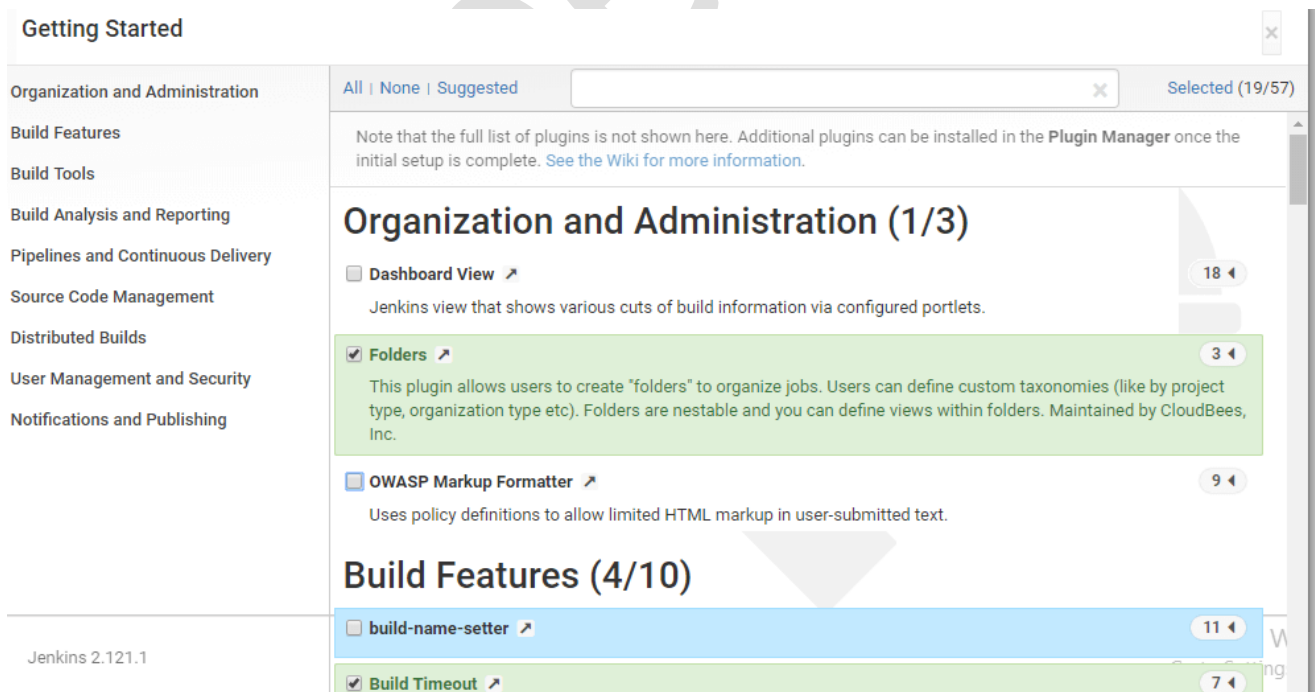 Getting Started
×
Organization and Administration
Build Features
Build Tools
Build Analysis and Reporting
Pipelines and Continuous Delivery
Source Code Management
Distributed Builds
User Management and Security
Notifications and Publishing
Jenkins 2.121.1
All | None | Suggested
×
Selected (19/57)
Note that the full list of plugins is not shown here. Additional plugins can be installed in the Plugin Manager once the
initial setup is complete. See the Wiki for more information.
Organization and Administration (1/3)
Dashboard View 18
Jenkins view that shows various cuts of build information via configured portlets.
Folders 3
This plugin allows users to create "folders" to organize jobs. Users can define custom taxonomies (like by project
type, organization type etc). Folders are nestable and you can define views within folders. Maintained by CloudBees,
Inc.
OWASP Markup Formatter 9
Uses policy definitions to allow limited HTML markup in user-submitted text.
Build Features (4/10)
build-name-setter 11
Build Timeout 7